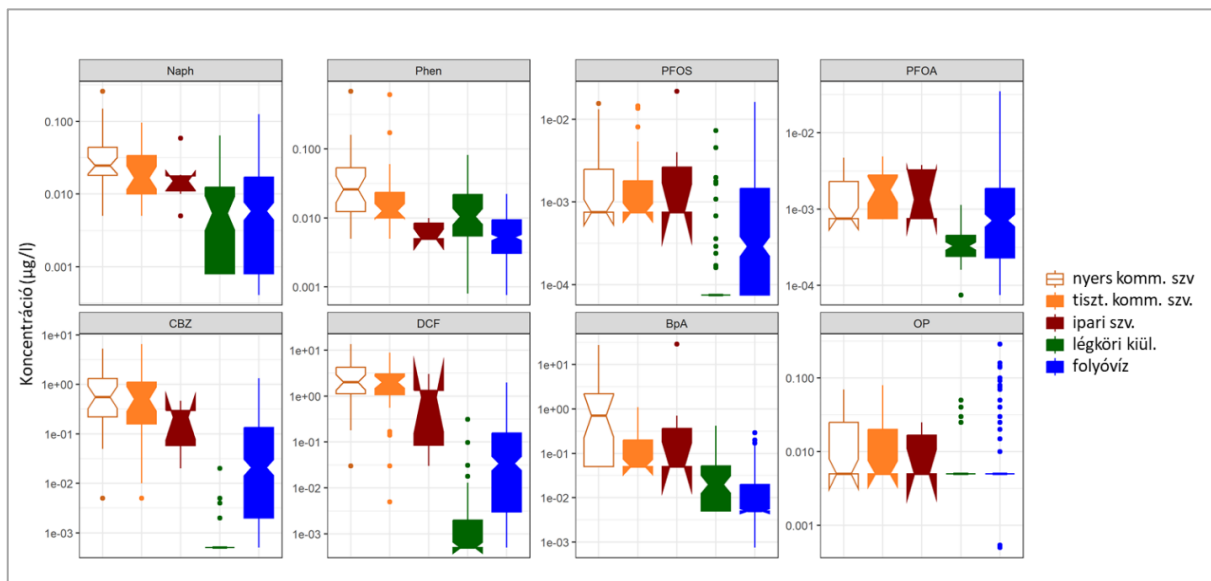 Naph
Phen
PFOS
PFOA
0.100
0.010
0.001
0.100
0.010
0.001
1e-02
1e-03
1e-04
1e-02
1e-03
1e-04
Koncentráció (µg/l)
CBZ
DCF
BpA
OP
1e+01
1e+00
1e-01
1e-02
1e-03
1e+01
1e+00
1e-01
1e-02
1e-03
1e+01
1e+00
1e-01
1e-02
1e-03
0.100
0.010
0.001
nyers komm. szv
tiszt. komm. szv.
ipari szv.
légköri kiül.
folyóvíz